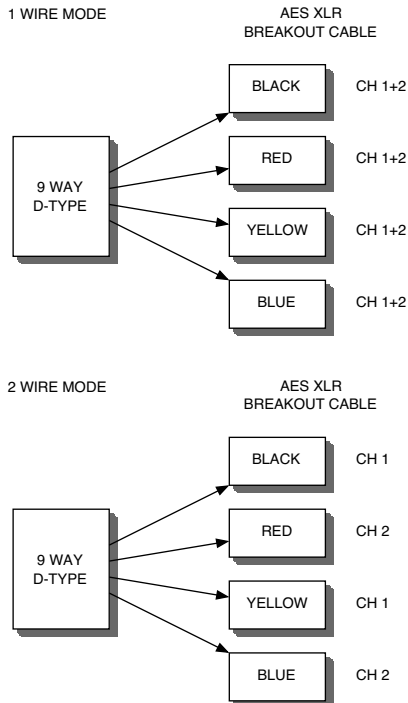 1 WIRE MODE
AES XLR
BREAKOUT CABLE
BLACK CH 1+2
RED CH 1+2
9 WAY
D-TYPE
YELLOW CH 1+2
BLUE CH 1+2
2 WIRE MODE
AES XLR
BREAKOUT CABLE
BLACK CH 1
RED CH 2
9 WAY
D-TYPE
YELLOW CH 1
BLUE CH 2